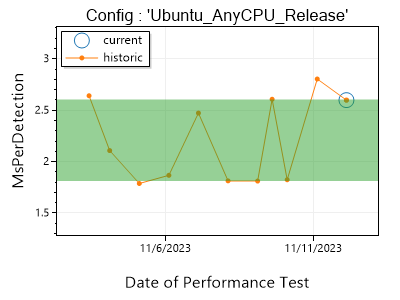 Config : 'Ubuntu_AnyCPU_Release'
current
historic
MsPerDetection
3
2.5
2
1.5
11/6/2023
11/11/2023
Date of Performance Test